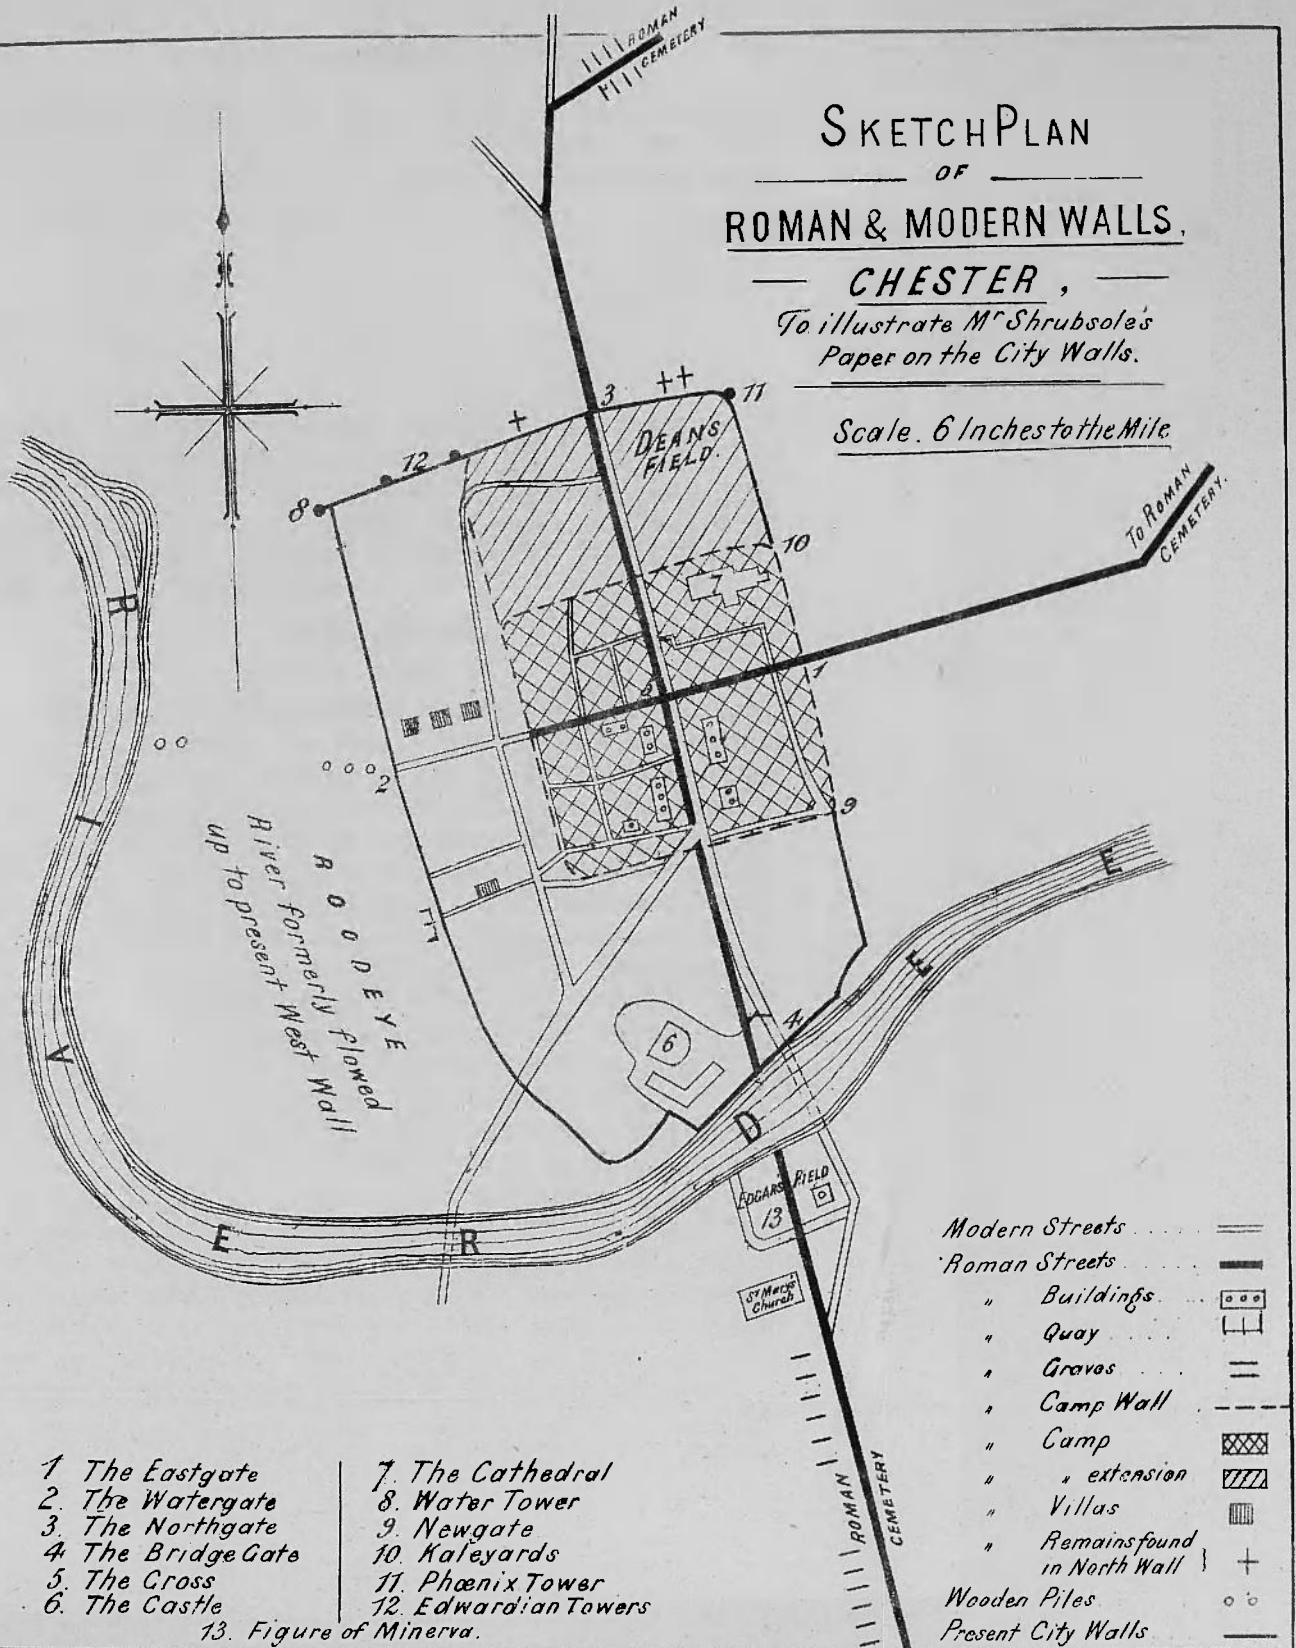 ROMAN
CEMETERY
SKETCH PLAN
OF
ROMAN & MODERN WALLS,
CHESTER,
To illustrate Mr Shrubsole's
Paper on the City Walls.
Scale. 6 Inches to the Mile
3
11
DEANS
FIELD.
12
8
10
To ROMAN
CEMETERY.
1
2
9
ROODEYE
River formerly flowed
up to present West Wall
6
4
RIVER DEE
EDGARS FIELD
13
St Mary's
Church
ROMAN
CEMETERY
Modern Streets
Roman Streets
" Buildings
" Quay
" Graves
" Camp Wall
" Camp
" " extension
" Villas
" Remains found
in North Wall }
Wooden Piles
Present City Walls
1 The Eastgate
2. The Watergate
3. The Northgate
4 The Bridge Gate
5. The Cross
6. The Castle
7. The Cathedral
8. Water Tower
9. Newgate
10. Kaleyards
11. Phœnix Tower
12. Edwardian Towers
13. Figure of Minerva.